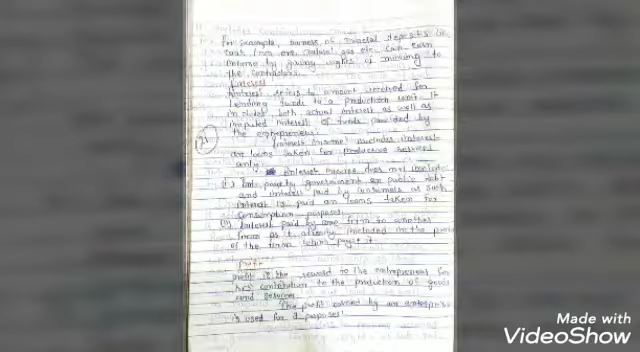 For example, owners of mineral deposits like
coal, iron ore, natural gas etc. can earn
income by giving rights of mining to
the contractors.
Interest
Interest refers to amount received for
lending funds to a production unit. It
includes both actual interest as well as
imputed interest of funds provided by
the entrepreneur.
Interest income includes interest
on loans taken for productive services
only.
Interest income does not include:
(i) Int. paid by government on public debt
and interest paid by consumers as such
interest is paid on loans taken for
consumption purposes.
(ii) Interest paid by one firm to another
firm as it already included in the profit
of the firm which pays it.
Profit
profit is the reward to the entrepreneur for
his contribution to the production of goods
and services.
The profit earned by an enterprise
is used for 3 purposes:
Made with
VideoShow